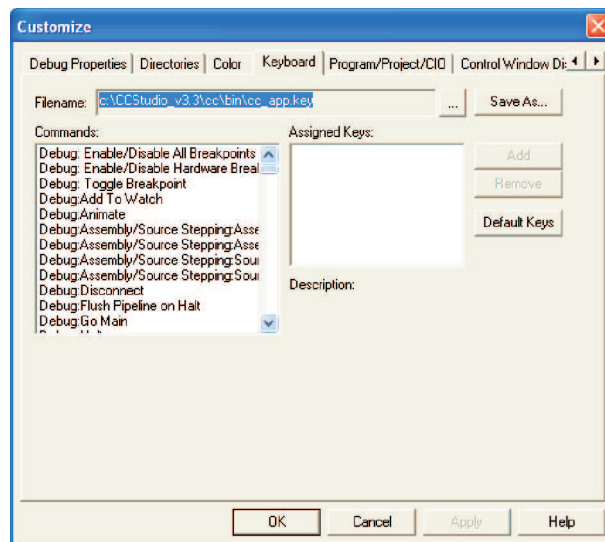 Customize
Debug Properties Directories Color Keyboard Program/Project/CIO Control Window Di
Filename: c:\CCStudio_v3.3\cc\bin\cc_app.key ... Save As...
Commands: Assigned Keys:
Debug: Enable/Disable All Breakpoints
Debug: Enable/Disable Hardware Breal
Debug: Toggle Breakpoint
Debug:Add To Watch
Debug:Animate
Debug:Assembly/Source Stepping:Asse
Debug:Assembly/Source Stepping:Asse
Debug:Assembly/Source Stepping:Sour
Debug:Assembly/Source Stepping:Sour
Debug:Disconnect
Debug:Flush Pipeline on Halt
Debug:Go Main
Add
Remove
Default Keys
Description:
OK Cancel Apply Help